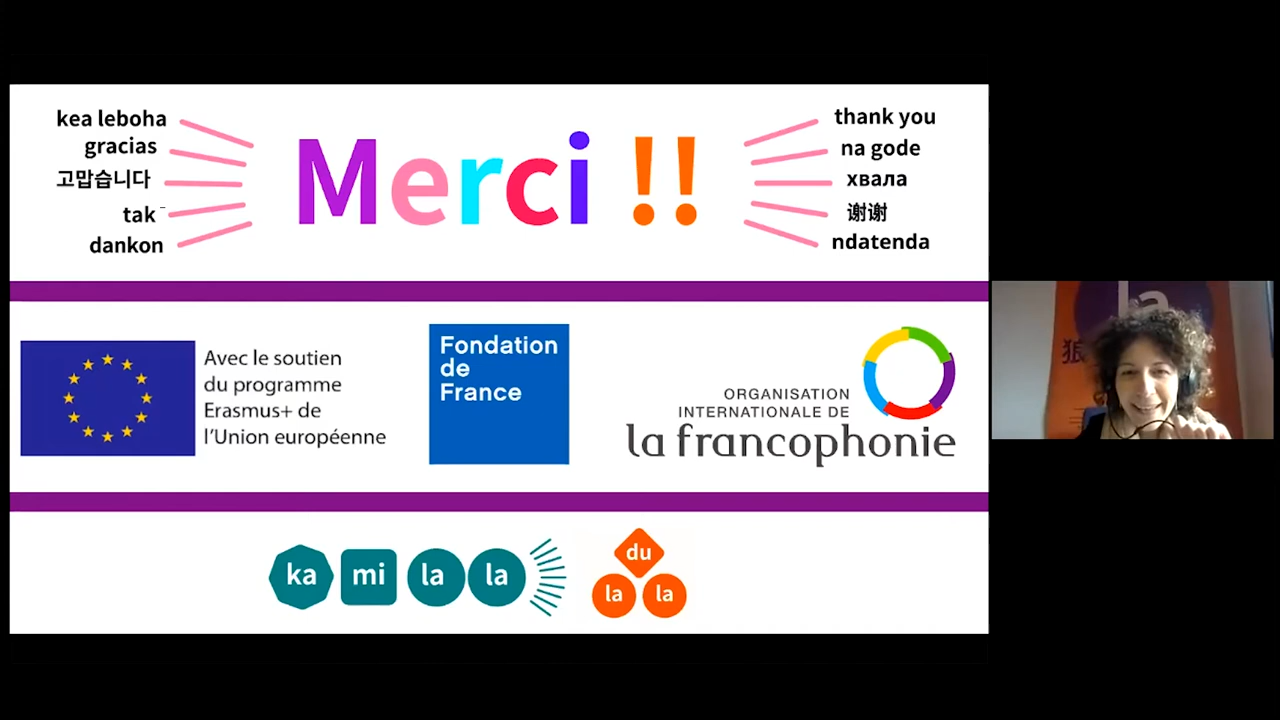 kea leboha
gracias
고맙습니다
tak
dankon
Merci !!
thank you
na gode
хвала
谢谢
ndatenda
Avec le soutien
du programme
Erasmus+ de
l'Union européenne
Fondation
de
France
ORGANISATION
INTERNATIONALE DE
la francophonie
ka mi la la
du
la la
la
狼